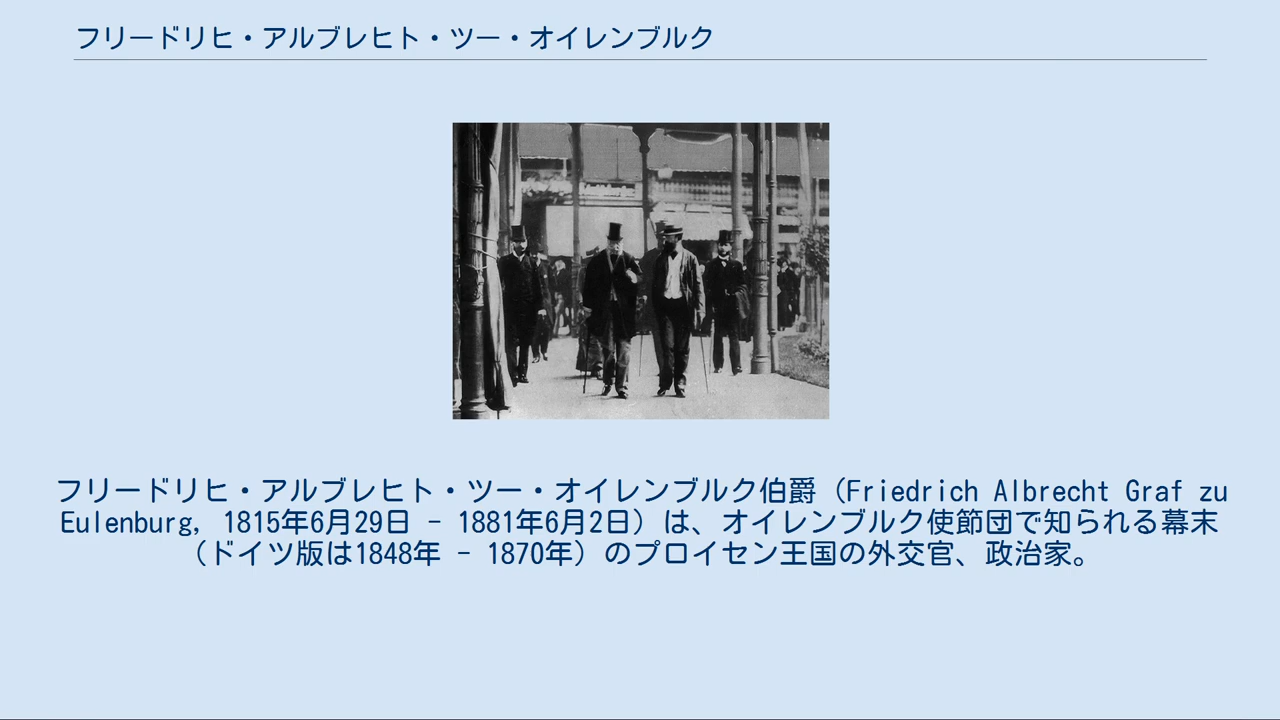 フリードリヒ・アルブレヒト・ツー・オイレンブルク
フリードリヒ・アルブレヒト・ツー・オイレンブルク伯爵（Friedrich Albrecht Graf zu
Eulenburg, 1815年6月29日 - 1881年6月2日）は、オイレンブルク使節団で知られる幕末
（ドイツ版は1848年 - 1870年）のプロイセン王国の外交官、政治家。